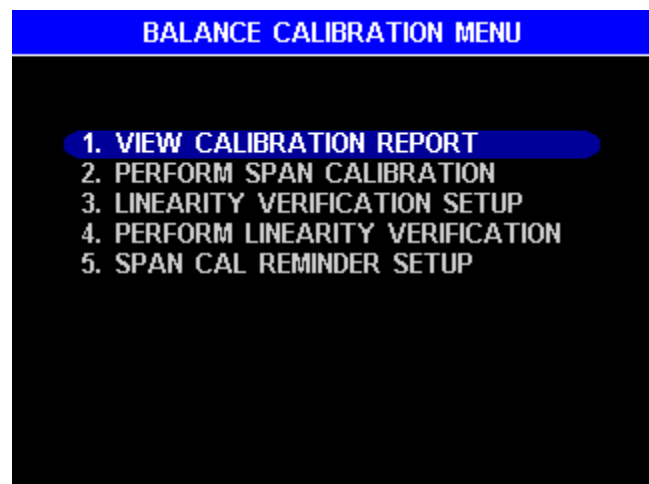 BALANCE CALIBRATION MENU
1. VIEW CALIBRATION REPORT
2. PERFORM SPAN CALIBRATION
3. LINEARITY VERIFICATION SETUP
4. PERFORM LINEARITY VERIFICATION
5. SPAN CAL REMINDER SETUP